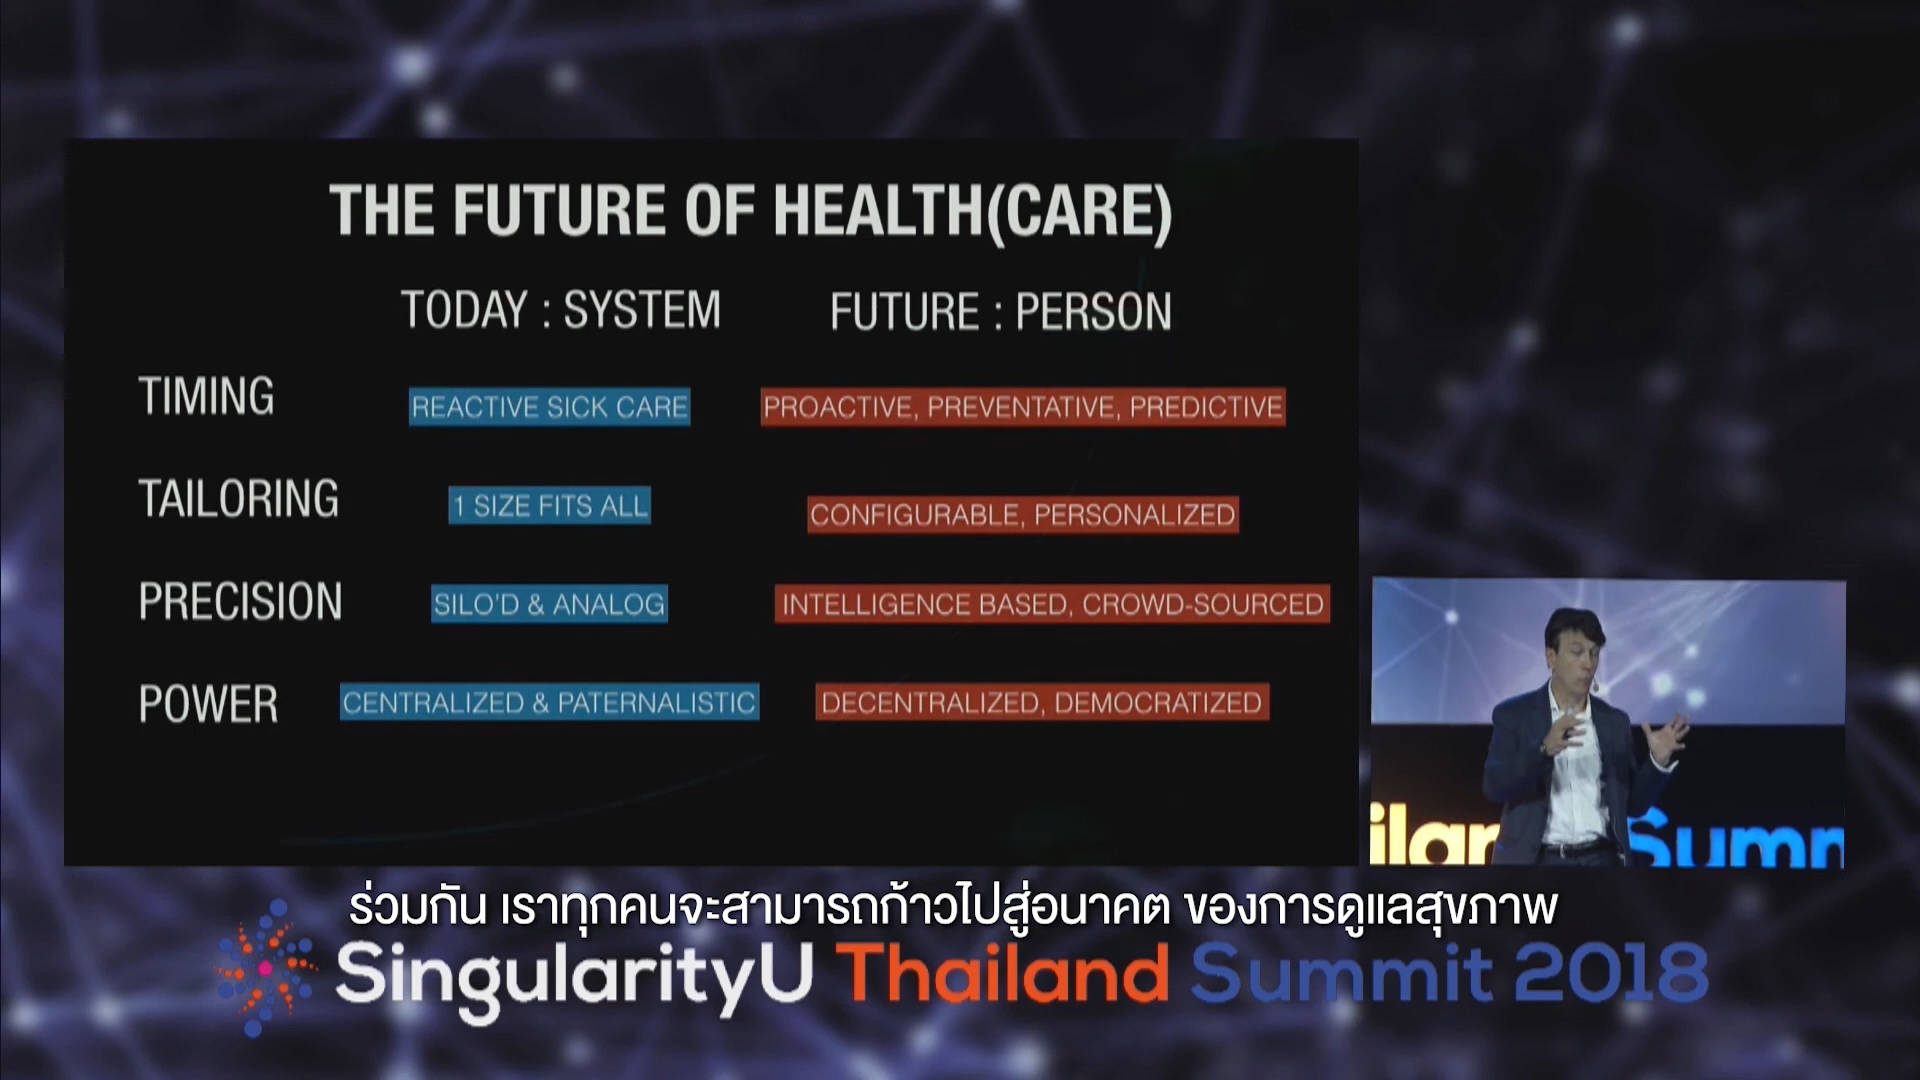 THE FUTURE OF HEALTH(CARE)
TODAY : SYSTEM FUTURE : PERSON
TIMING REACTIVE SICK CARE PROACTIVE, PREVENTATIVE, PREDICTIVE
TAILORING 1 SIZE FITS ALL CONFIGURABLE, PERSONALIZED
PRECISION SILO'D & ANALOG INTELLIGENCE BASED, CROWD-SOURCED
POWER CENTRALIZED & PATERNALISTIC DECENTRALIZED, DEMOCRATIZED
ilan Summ
ร่วมกัน เราทุกคนจะสามารถก้าวไปสู่อนาคต ของการดูแลสุขภาพ
SingularityU Thailand Summit 2018